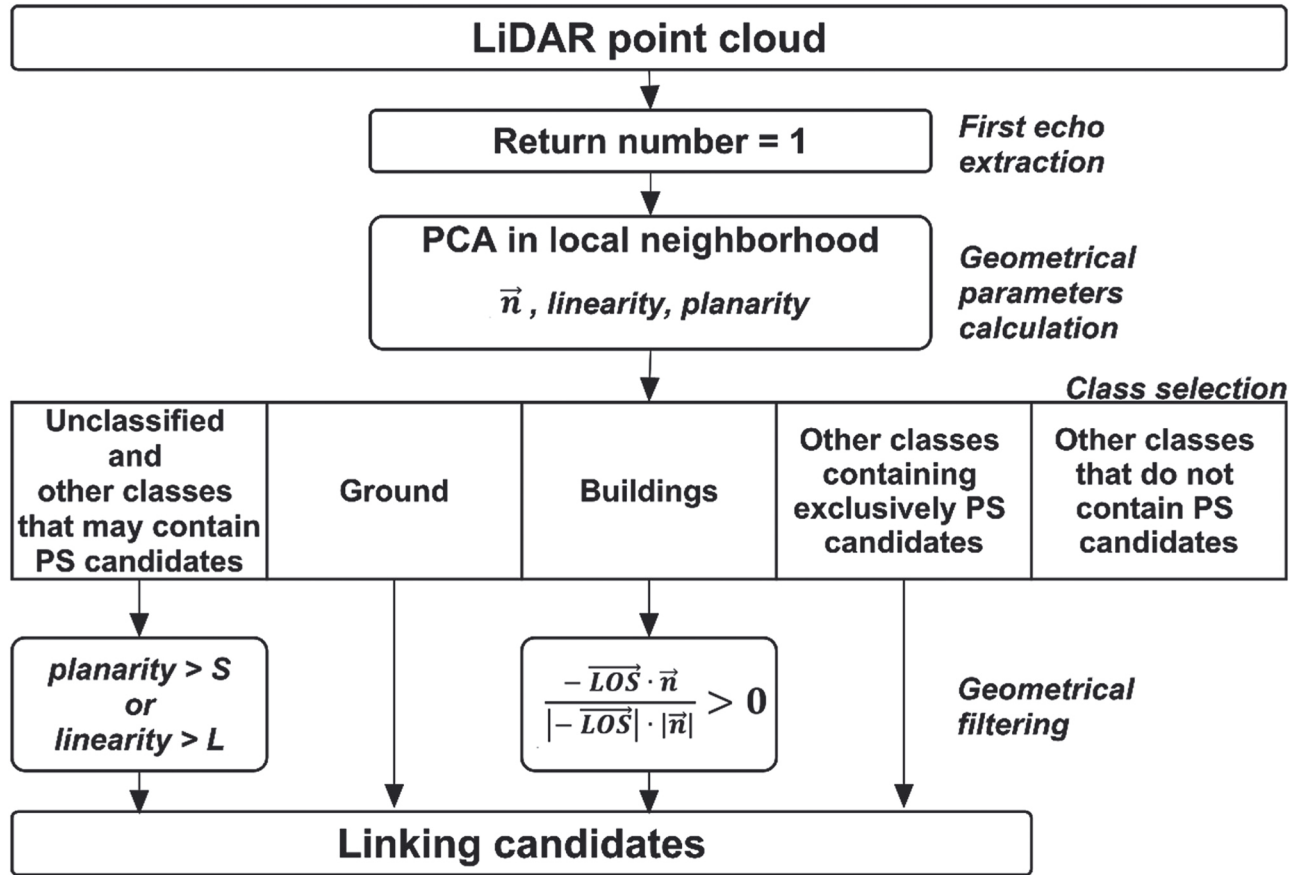 LiDAR point cloud
Return number = 1
First echo
extraction
PCA in local neighborhood
n⃗ , linearity, planarity
Geometrical
parameters
calculation
Class selection
Unclassified
and
other classes
that may contain
PS candidates
Ground
Buildings
Other classes
containing
exclusively PS
candidates
Other classes
that do not
contain PS
candidates
planarity > S
or
linearity > L
− LOS⃗ · n⃗
|− LOS⃗| · |n⃗| > 0
Geometrical
filtering
Linking candidates